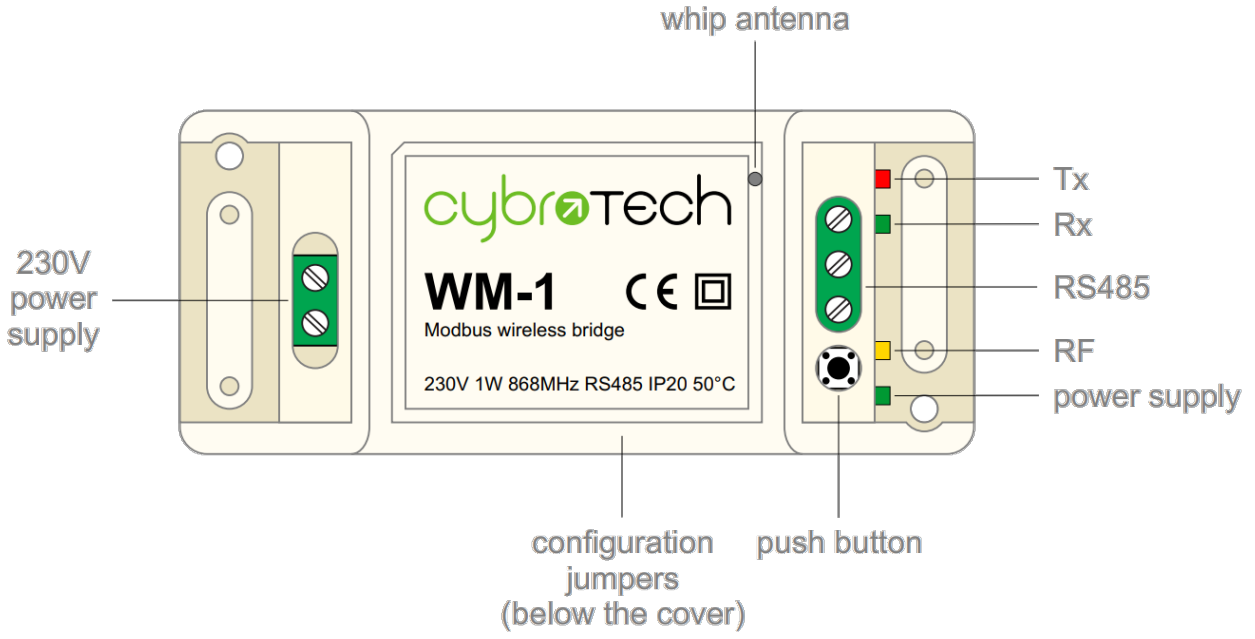 whip antenna
cybrotech
Tx
Rx
230V
power
supply
WM-1 CE
RS485
Modbus wireless bridge
RF
230V 1W 868MHz RS485 IP20 50°C
power supply
configuration
jumpers
(below the cover)
push button